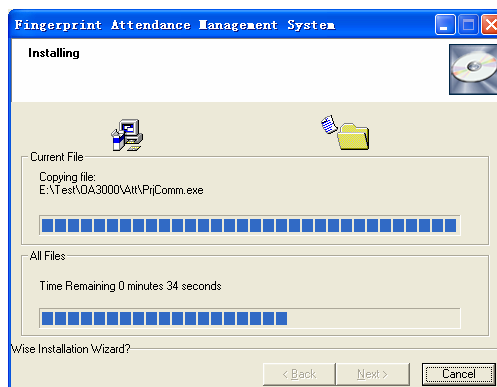 Fingerprint Attendance Management System
Installing
Current File
Copying file:
E:\Test\OA3000\Att\PrjComm.exe
All Files
Time Remaining 0 minutes 34 seconds
Wise Installation Wizard?
< Back Next > Cancel